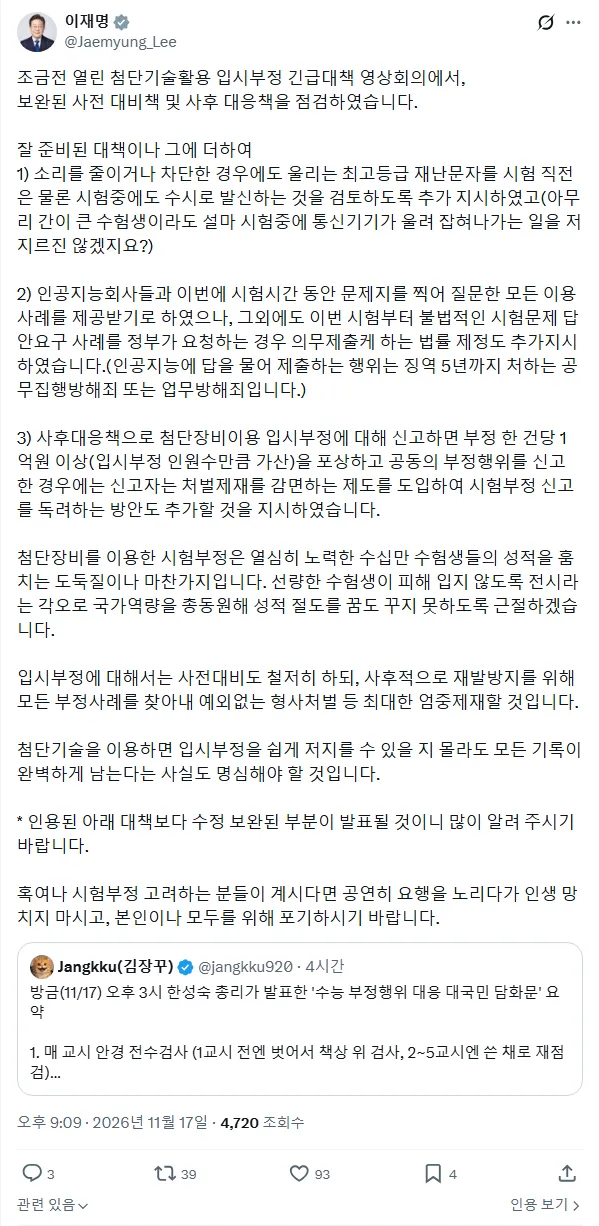 이재명
@Jaemyung_Lee
조금전 열린 첨단기술활용 입시부정 긴급대책 영상회의에서,
보완된 사전 대비책 및 사후 대응책을 점검하였습니다.
잘 준비된 대책이나 그에 더하여
1) 소리를 줄이거나 차단한 경우에도 울리는 최고등급 재난문자를 시험 직전
은 물론 시험중에도 수시로 발신하는 것을 검토하도록 추가 지시하였고(아무
리 간이 큰 수험생이라도 설마 시험중에 통신기기가 울려 잡혀나가는 일을 저
지르진 않겠지요?)
2) 인공지능회사들과 이번에 시험시간 동안 문제지를 찍어 질문한 모든 이용
사례를 제공받기로 하였으나, 그외에도 이번 시험부터 불법적인 시험문제 답
안요구 사례를 정부가 요청하는 경우 의무제출케 하는 법률 제정도 추가지시
하였습니다.(인공지능에 답을 물어 제출하는 행위는 징역 5년까지 처하는 공
무집행방해죄 또는 업무방해죄입니다.)
3) 사후대응책으로 첨단장비이용 입시부정에 대해 신고하면 부정 한 건당 1
억원 이상(입시부정 인원수만큼 가산)을 포상하고 공동의 부정행위를 신고
한 경우에는 신고자는 처벌제재를 감면하는 제도를 도입하여 시험부정 신고
를 독려하는 방안도 추가할 것을 지시하였습니다.
첨단장비를 이용한 시험부정은 열심히 노력한 수십만 수험생들의 성적을 훔
치는 도둑질이나 마찬가지입니다. 선량한 수험생이 피해 입지 않도록 전시라
는 각오로 국가역량을 총동원해 성적 절도를 꿈도 꾸지 못하도록 근절하겠습
니다.
입시부정에 대해서는 사전대비도 철저히 하되, 사후적으로 재발방지를 위해
모든 부정사례를 찾아내 예외없는 형사처벌 등 최대한 엄중제재할 것입니다.
첨단기술을 이용하면 입시부정을 쉽게 저지를 수 있을 지 몰라도 모든 기록이
완벽하게 남는다는 사실도 명심해야 할 것입니다.
* 인용된 아래 대책보다 수정 보완된 부분이 발표될 것이니 많이 알려 주시기
바랍니다.
혹여나 시험부정 고려하는 분들이 계시다면 공연히 요행을 노리다가 인생 망
치지 마시고, 본인이나 모두를 위해 포기하시기 바랍니다.
Jangkku(김장꾸) @jangkku920 · 4시간
방금(11/17) 오후 3시 한성숙 총리가 발표한 '수능 부정행위 대응 대국민 담화문' 요
약
1. 매 교시 안경 전수검사 (1교시 전엔 벗어서 책상 위 검사, 2~5교시엔 쓴 채로 재점
검)...
오후 9:09 · 2026년 11월 17일 · 4,720 조회수
3 39 93 4
관련 있음 인용 보기